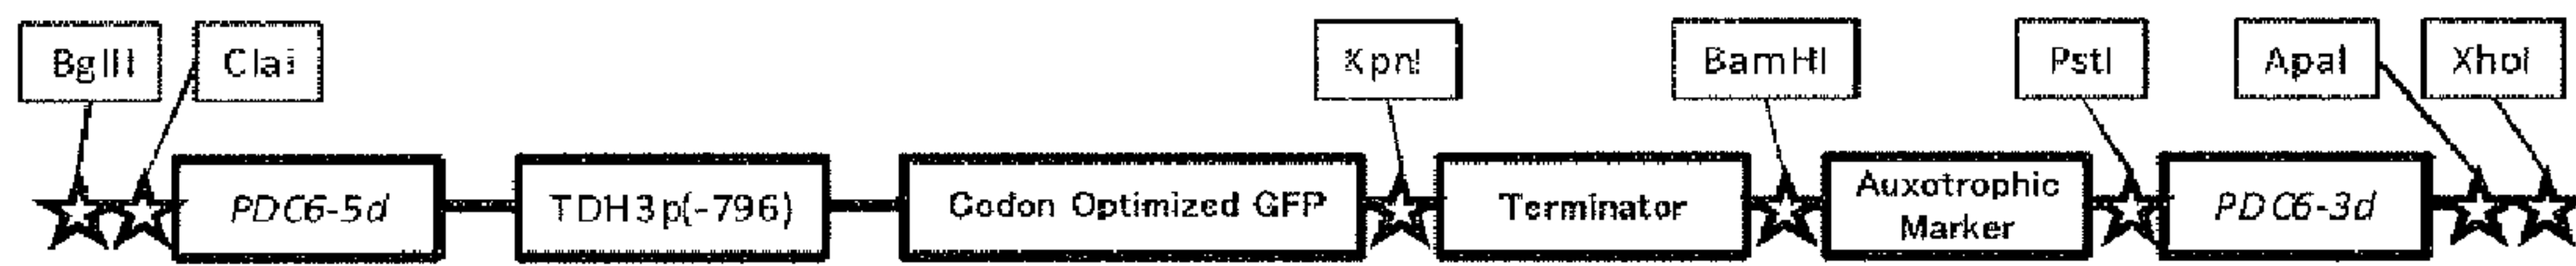 BglII
ClaI
KpnI
BamHI
PstI
ApaI
XhoI
PDC6-5d
TDH3p(-796)
Codon Optimized GFP
Terminator
Auxotrophic
Marker
PDC6-3d